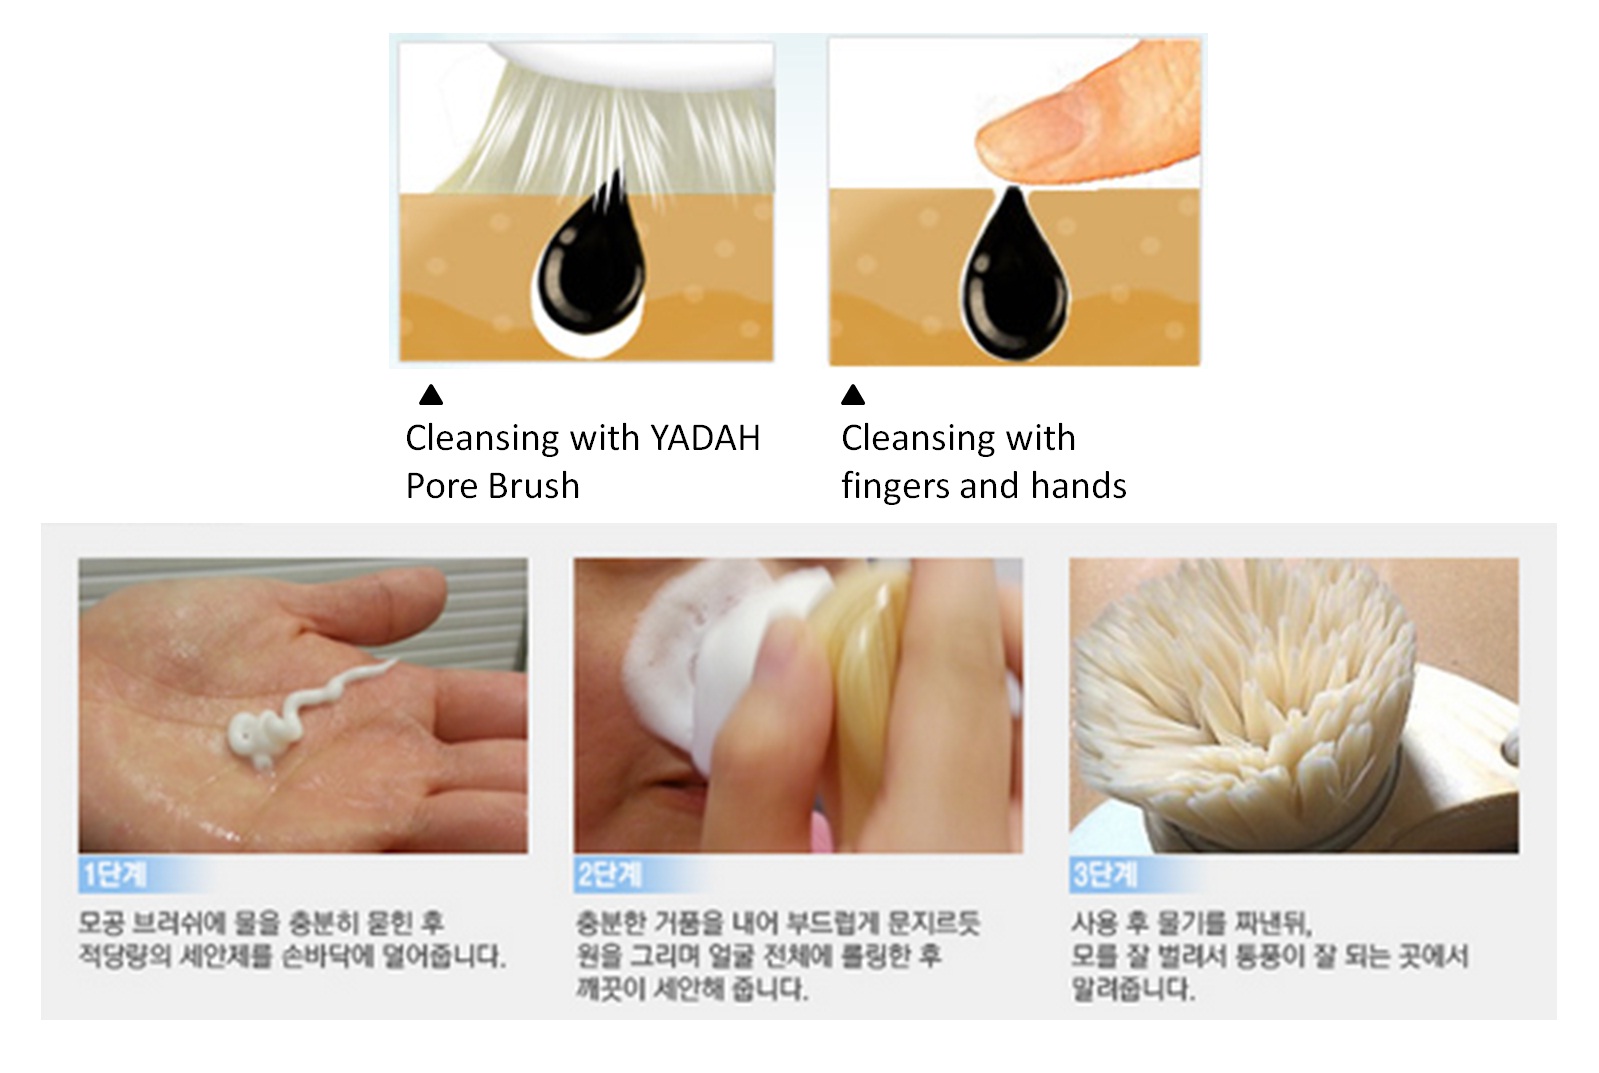 ▲
Cleansing with YADAH
Pore Brush
▲
Cleansing with
fingers and hands
1단계
모공 브러쉬에 물을 충분히 묻힌 후
적당량의 세안제를 손바닥에 덜어줍니다.
2단계
충분한 거품을 내어 부드럽게 문지르듯
원을 그리며 얼굴 전체에 롤링한 후
깨끗이 세안해 줍니다.
3단계
사용 후 물기를 짜낸뒤,
모를 잘 벌려서 통풍이 잘 되는 곳에서
말려줍니다.